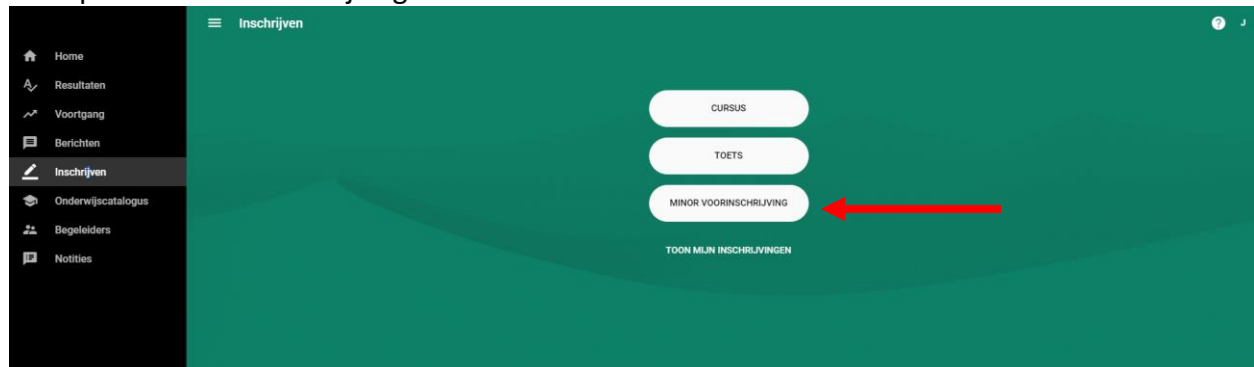 Inschrijven
J
Home
Resultaten
Voortgang
Berichten
Inschrijven
Onderwijscatalogus
Begeleiders
Notities
CURSUS
TOETS
MINOR VOORINSCHRIJVING
TOON MIJN INSCHRIJVINGEN